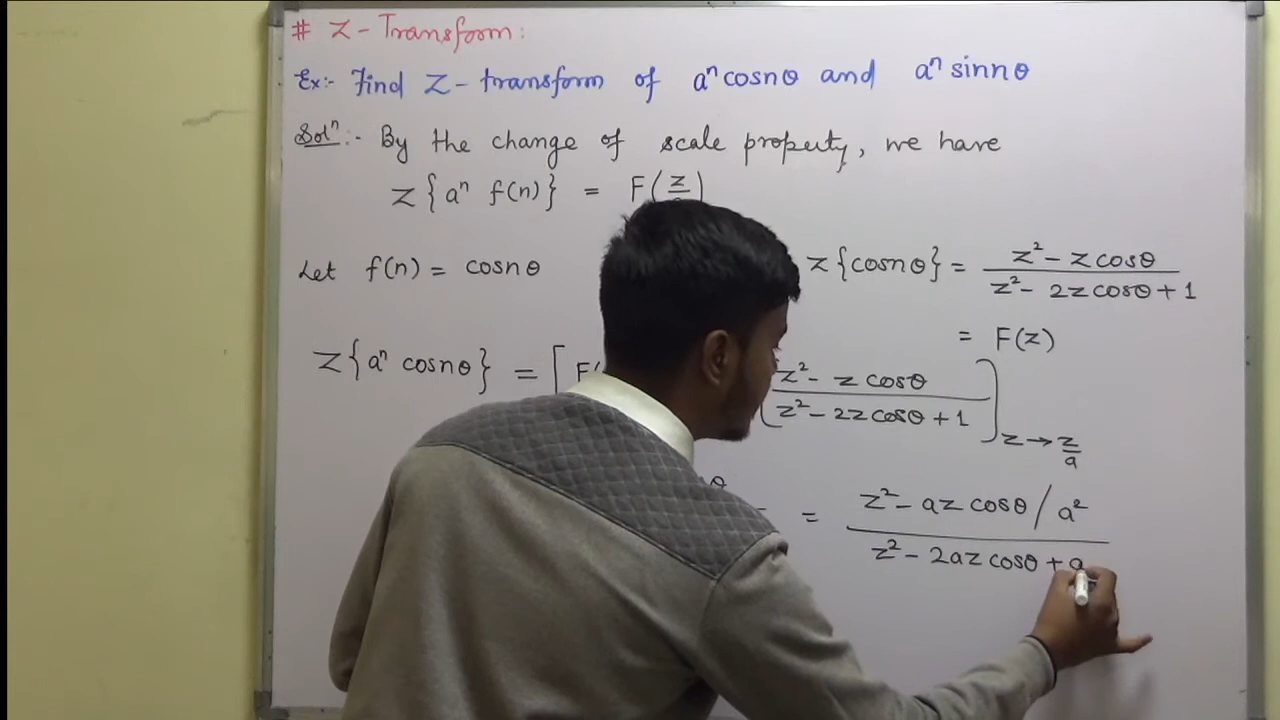 # Z-Transform:
Ex:- Find Z-transform of aⁿ cosnθ and aⁿ sinnθ
Solⁿ:- By the change of scale property, we have
Z{aⁿ f(n)} = F(z/
Let f(n) = cosnθ Z{cosnθ} = (z² - z cosθ)/(z² - 2z cosθ + 1)
= F(z)
Z{aⁿ cosnθ} = [F( (z² - z cosθ)/(z² - 2z cosθ + 1)] z→z/a
= (z² - az cosθ / a²)/(z² - 2az cosθ + a